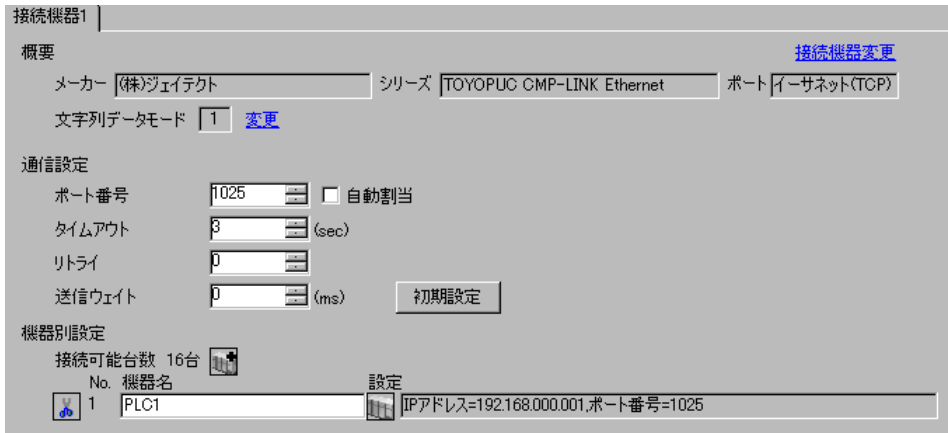 接続機器1
概要 接続機器変更
メーカー (株)ジェイテクト シリーズ TOYOPUC CMP-LINK Ethernet ポート イーサネット(TCP)
文字列データモード 1 変更
通信設定
ポート番号 1025 自動割当
タイムアウト 3 (sec)
リトライ 0
送信ウェイト 0 (ms) 初期設定
機器別設定
接続可能台数 16台
No. 機器名 設定
1 PLC1 IPアドレス=192.168.000.001,ポート番号=1025